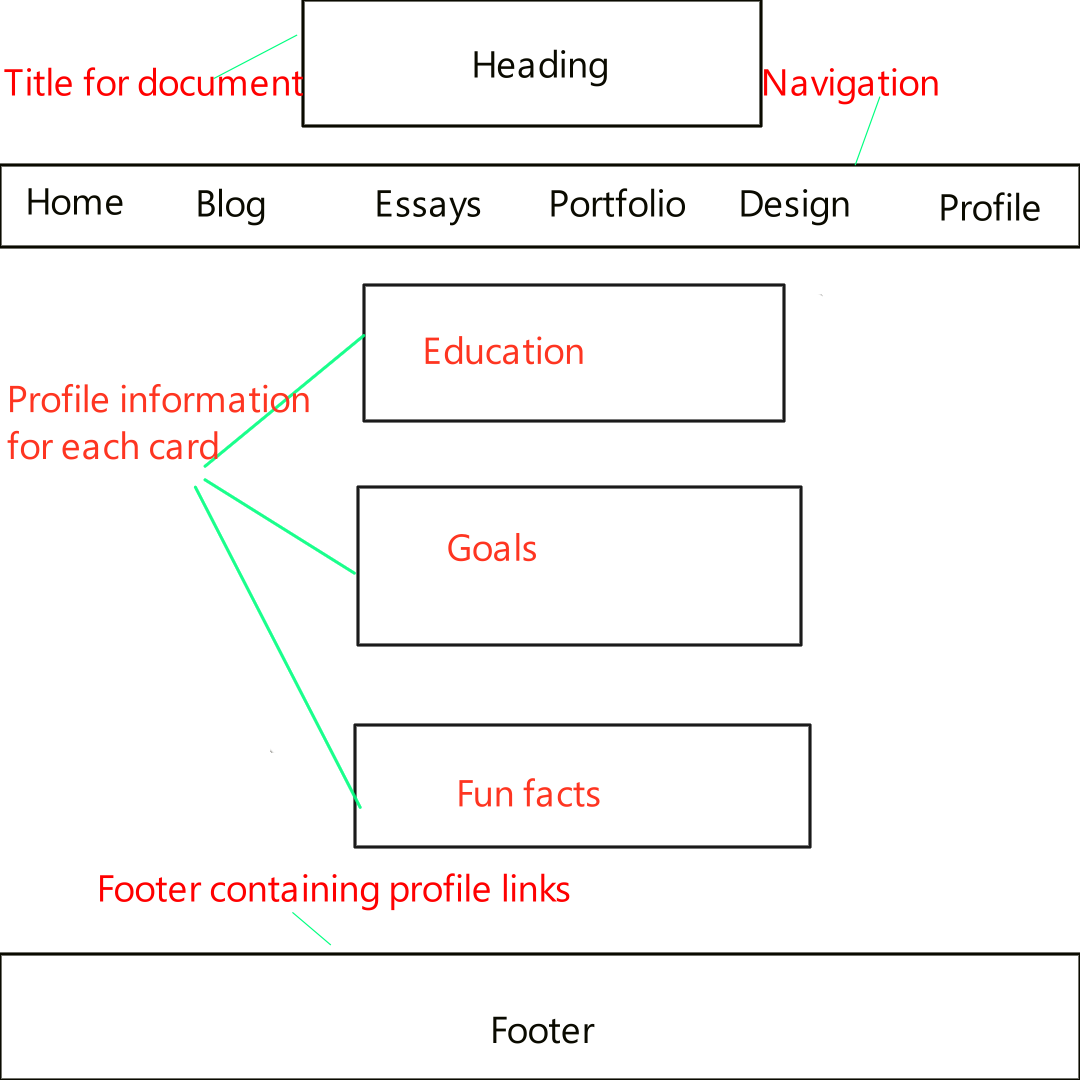 Heading
Title for document
Navigation
Home Blog Essays Portfolio Design Profile
Education
Profile information
for each card
Goals
Fun facts
Footer containing profile links
Footer